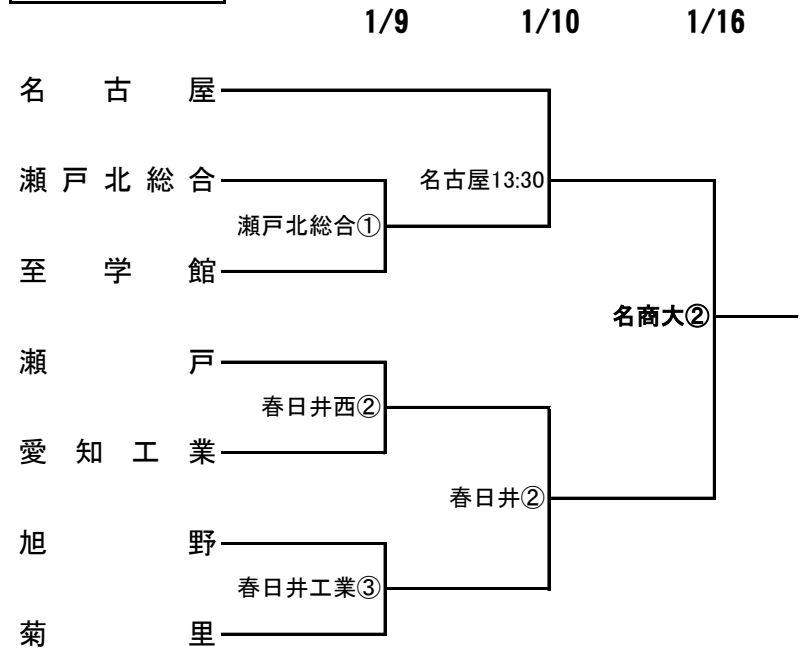 1/9 1/10 1/16
名古屋
瀬戸北総合
名古屋13:30
瀬戸北総合①
至学館
名商大②
瀬戸
春日井西②
愛知工業
春日井②
旭野
春日井工業③
菊里